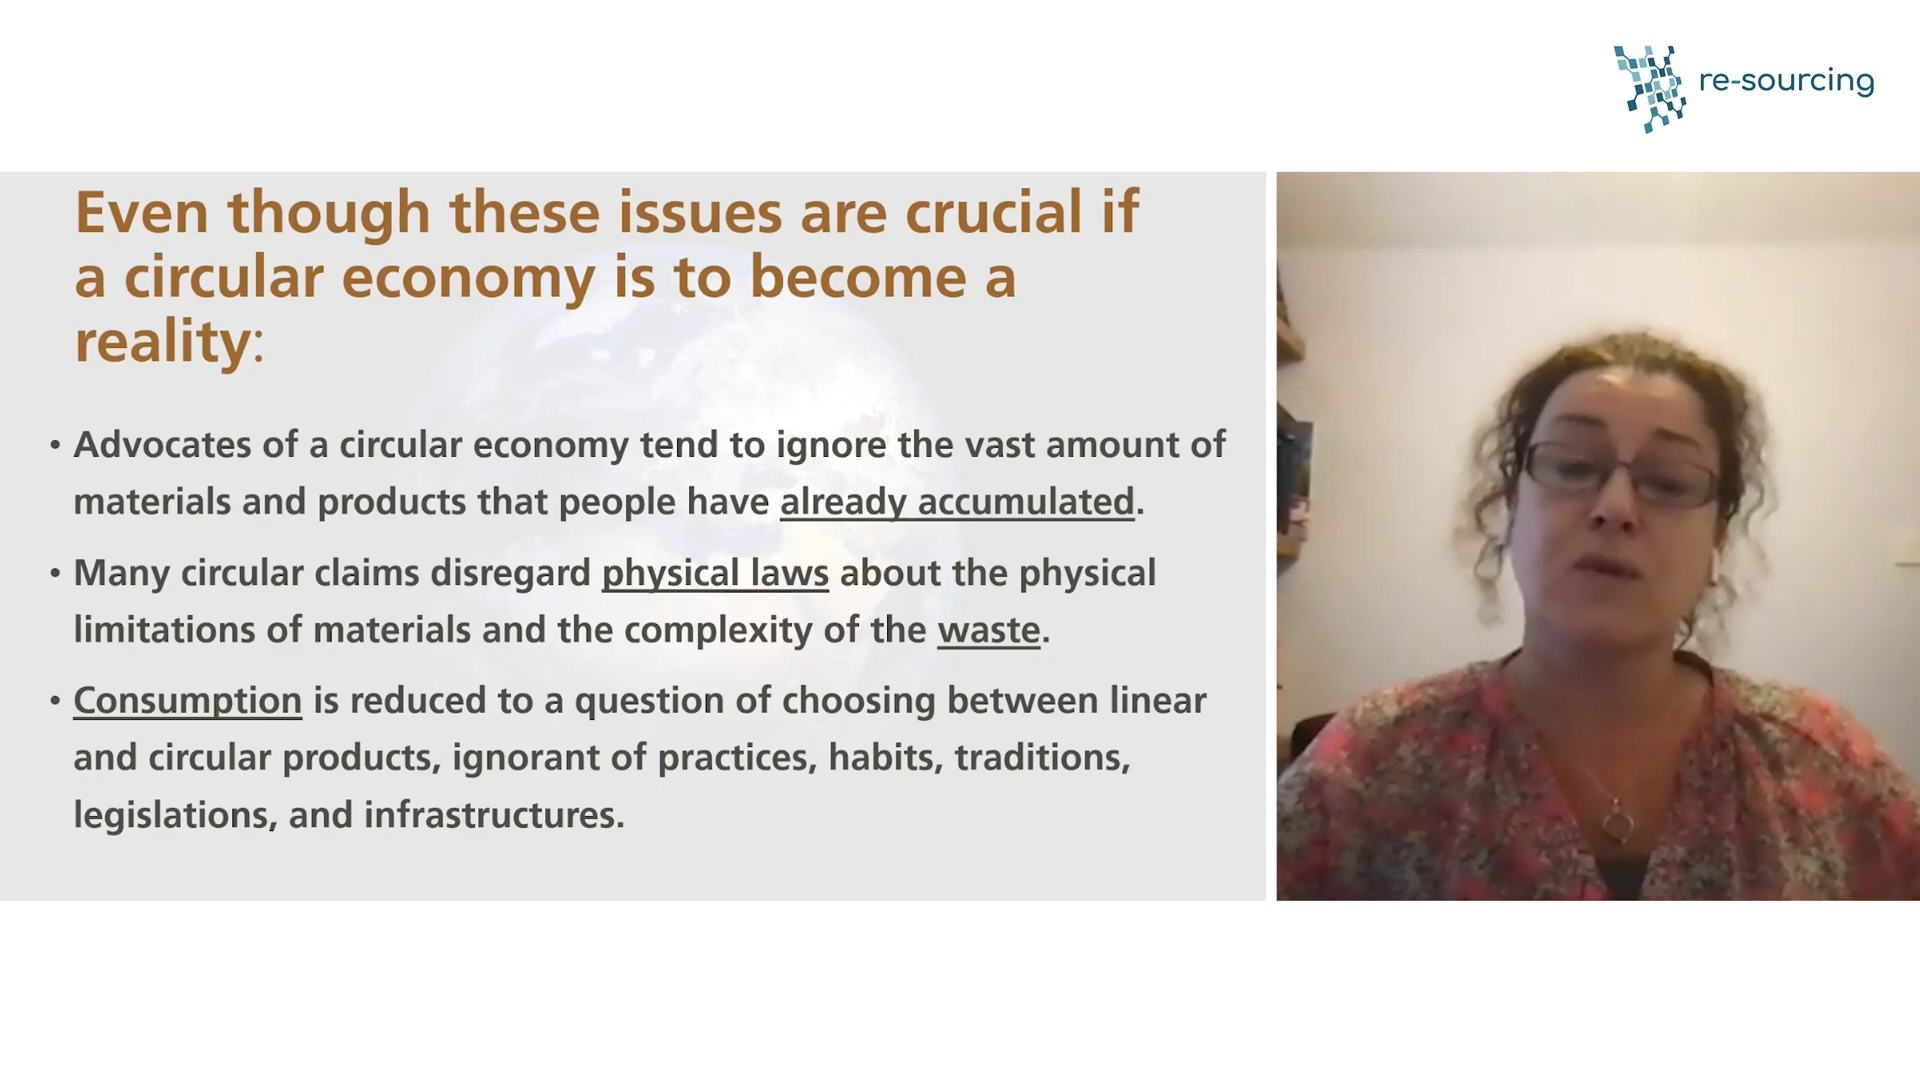 re-sourcing
Even though these issues are crucial if
a circular economy is to become a
reality:
• Advocates of a circular economy tend to ignore the vast amount of
materials and products that people have already accumulated.
• Many circular claims disregard physical laws about the physical
limitations of materials and the complexity of the waste.
• Consumption is reduced to a question of choosing between linear
and circular products, ignorant of practices, habits, traditions,
legislations, and infrastructures.